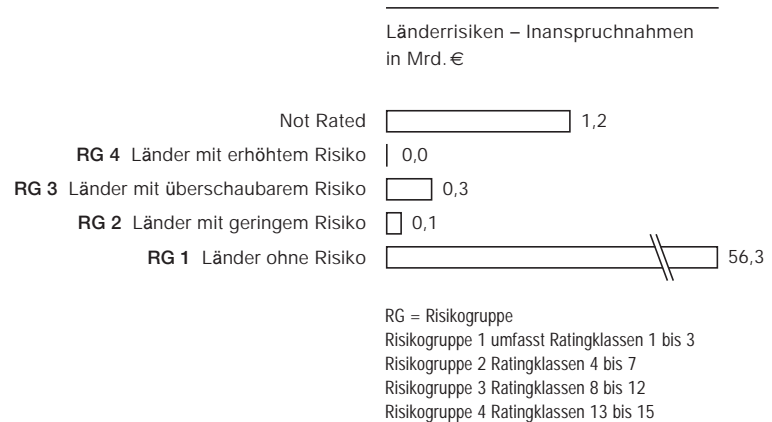 Länderrisiken – Inanspruchnahmen
in Mrd. €
Not Rated 1,2
RG 4 Länder mit erhöhtem Risiko 0,0
RG 3 Länder mit überschaubarem Risiko 0,3
RG 2 Länder mit geringem Risiko 0,1
RG 1 Länder ohne Risiko 56,3
RG = Risikogruppe
Risikogruppe 1 umfasst Ratingklassen 1 bis 3
Risikogruppe 2 Ratingklassen 4 bis 7
Risikogruppe 3 Ratingklassen 8 bis 12
Risikogruppe 4 Ratingklassen 13 bis 15